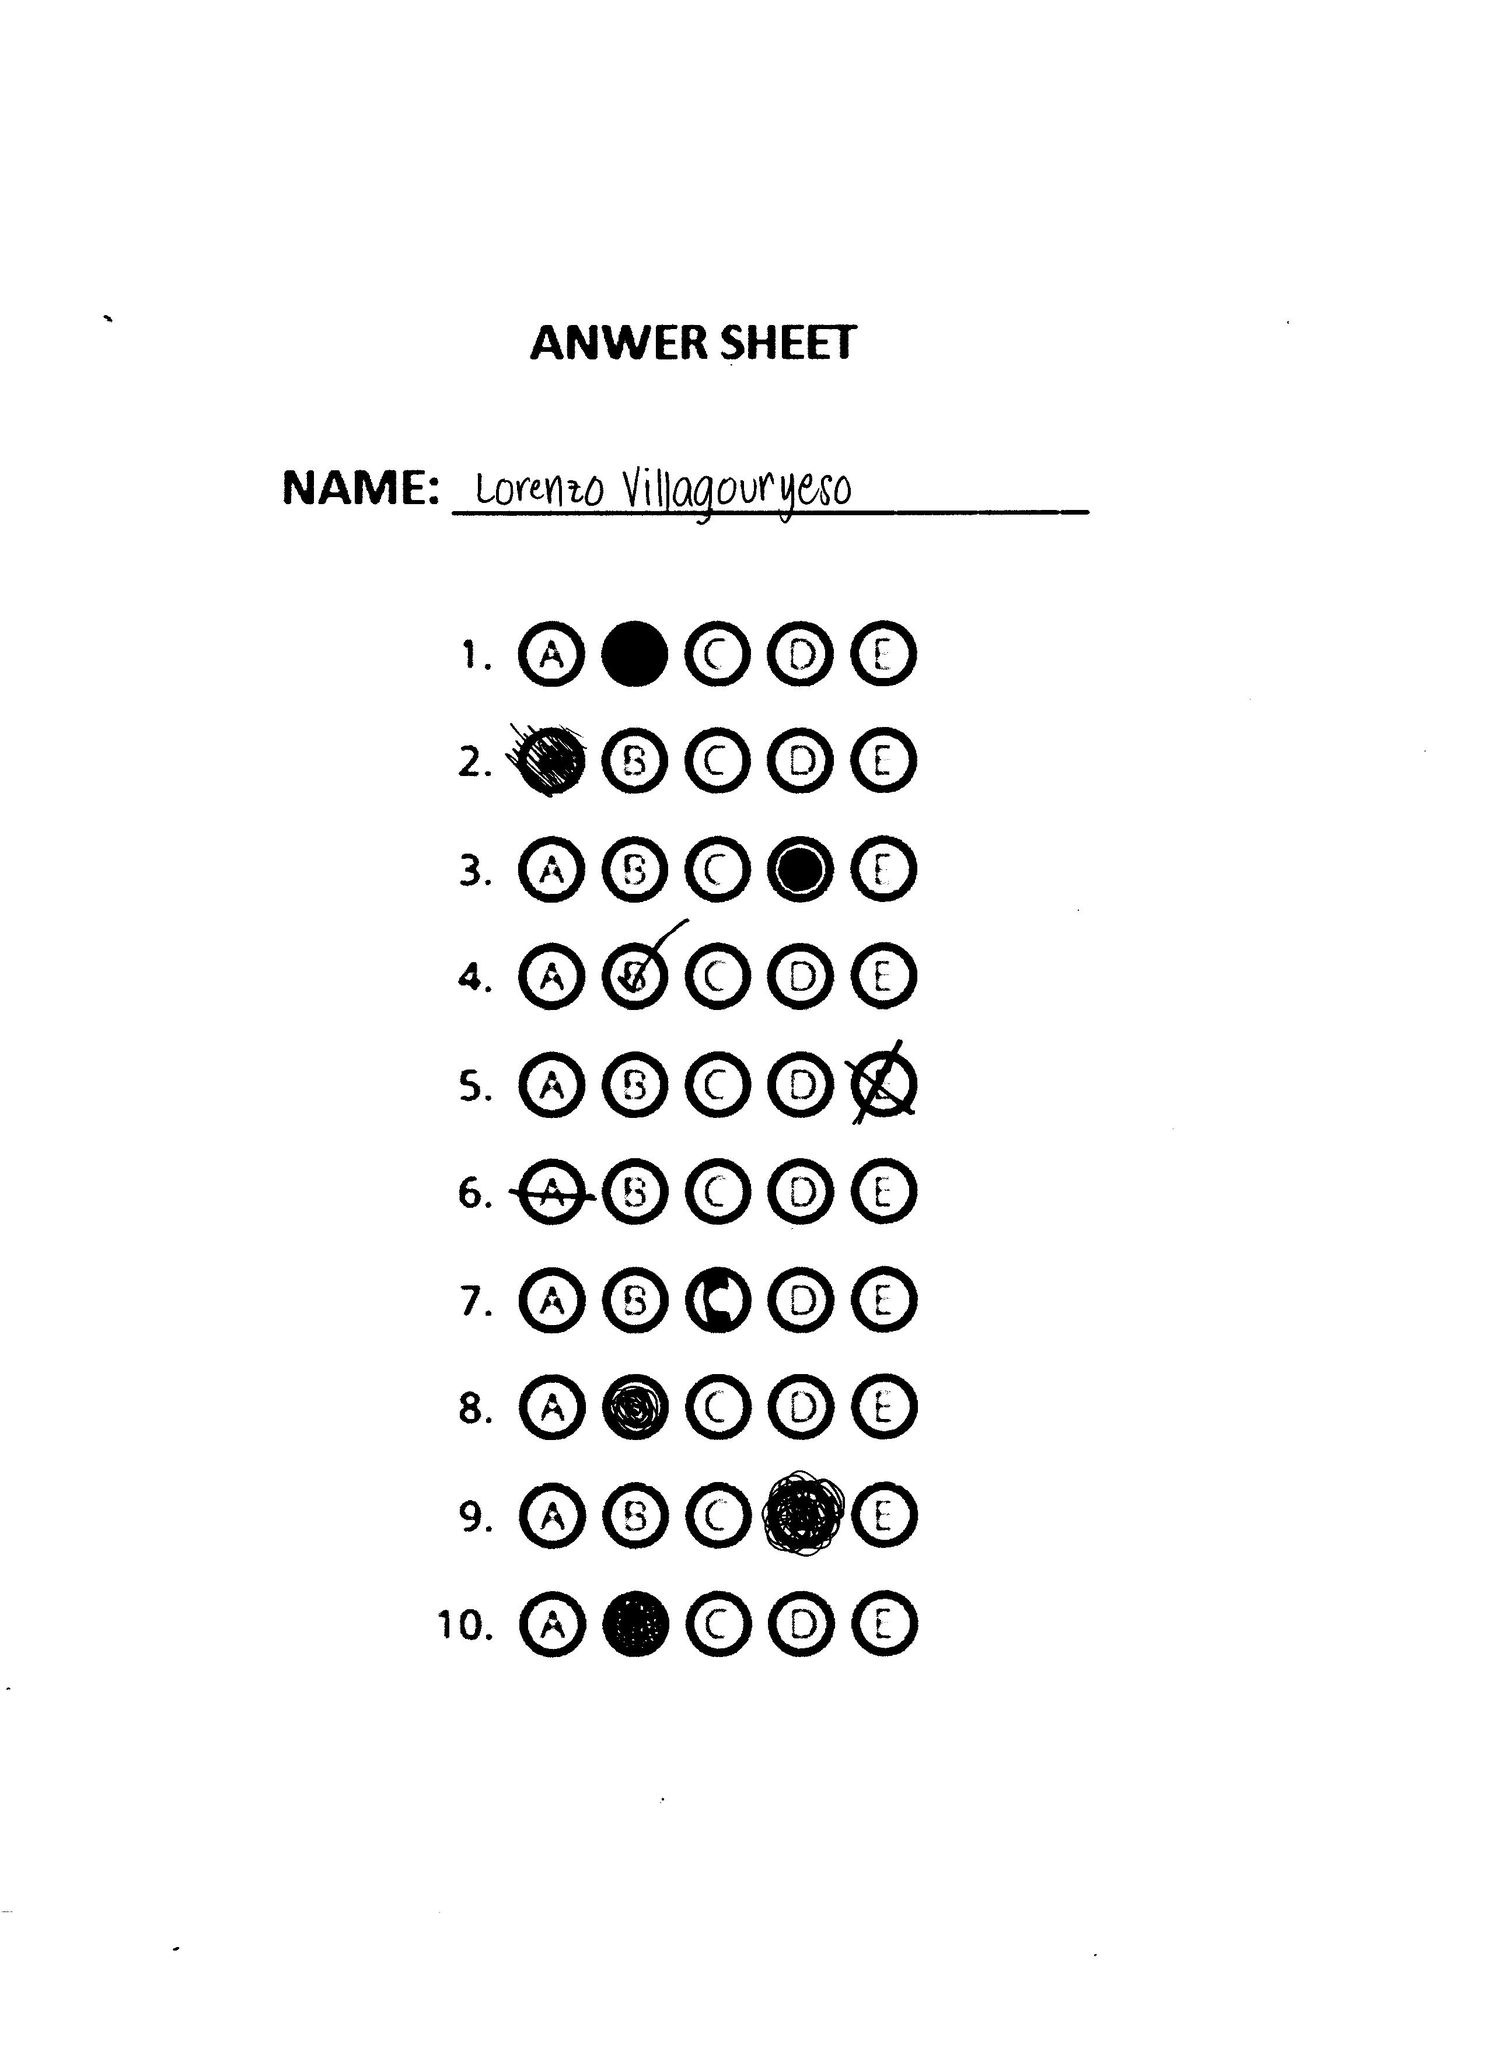 ANWER SHEET
NAME: Lorenzo Villagouryeso
1. A C D E
2. B C D E
3. A B C E
4. A B C D E
5. A B C D E
6. A B C D E
7. A B C D E
8. A C D E
9. A B C E
10. A C D E